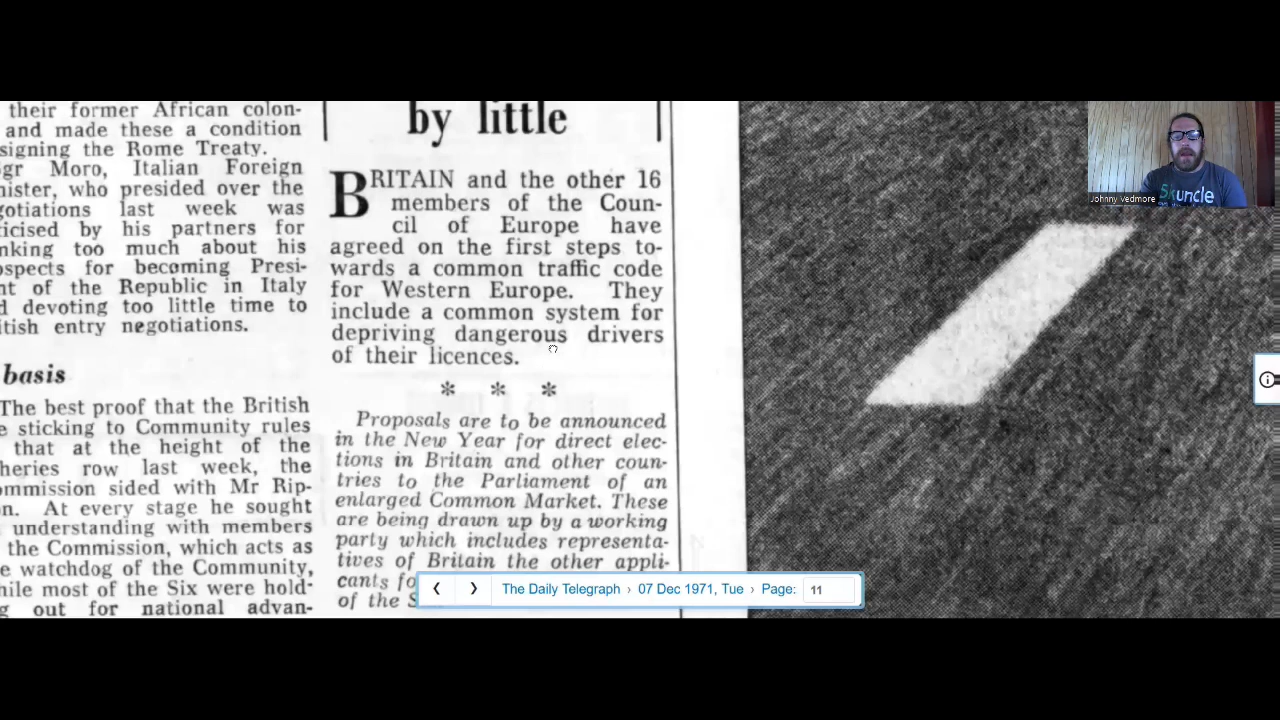 their former African colon-
and made these a condition
signing the Rome Treaty.
gr Moro, Italian Foreign
nister, who presided over the
gotiations last week was
ticised by his partners for
nking too much about his
ospects for becoming Presi-
nt of the Republic in Italy
d devoting too little time to
itish entry negotiations.
basis
The best proof that the British
e sticking to Community rules
that at the height of the
heries row last week, the
ommission sided with Mr Rip-
n. At every stage he sought
understanding with members
the Commission, which acts as
e watchdog of the Community,
hile most of the Six were hold-
g out for national advan-
by little
BRITAIN and the other 16
members of the Coun-
cil of Europe have
agreed on the first steps to-
wards a common traffic code
for Western Europe. They
include a common system for
depriving dangerous drivers
of their licences.
* * *
Proposals are to be announced
in the New Year for direct elec-
tions in Britain and other coun-
tries to the Parliament of an
enlarged Common Market. These
are being drawn up by a working
party which includes representa-
tives of Britain the other appli-
cants fo
of the S
The Daily Telegraph › 07 Dec 1971, Tue › Page: 11
Johnny Vedmore
uncle